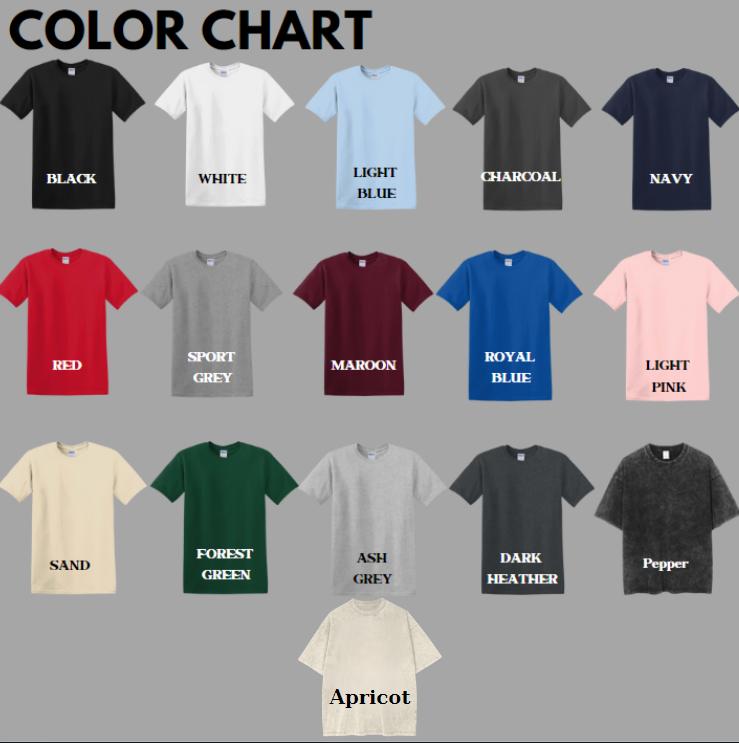 COLOR CHART
BLACK
WHITE
LIGHT
BLUE
CHARCOAL
NAVY
RED
SPORT
GREY
MAROON
ROYAL
BLUE
LIGHT
PINK
SAND
FOREST
GREEN
ASH
GREY
DARK
HEATHER
Pepper
Apricot